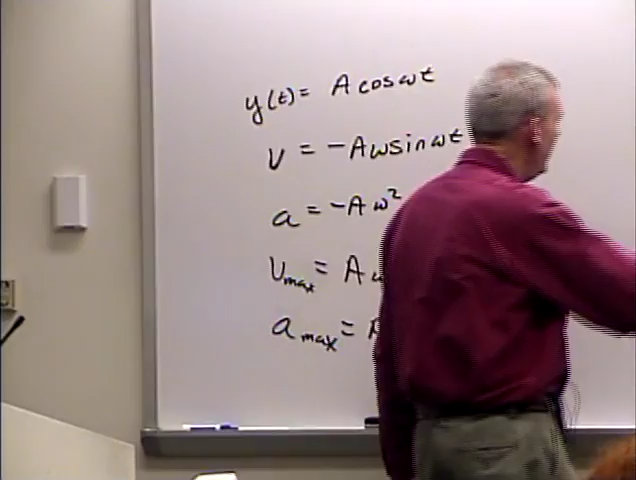 y(t) = A cos ωt
v = -Aω sin ωt
a = -Aω²
v_max = A
a_max =